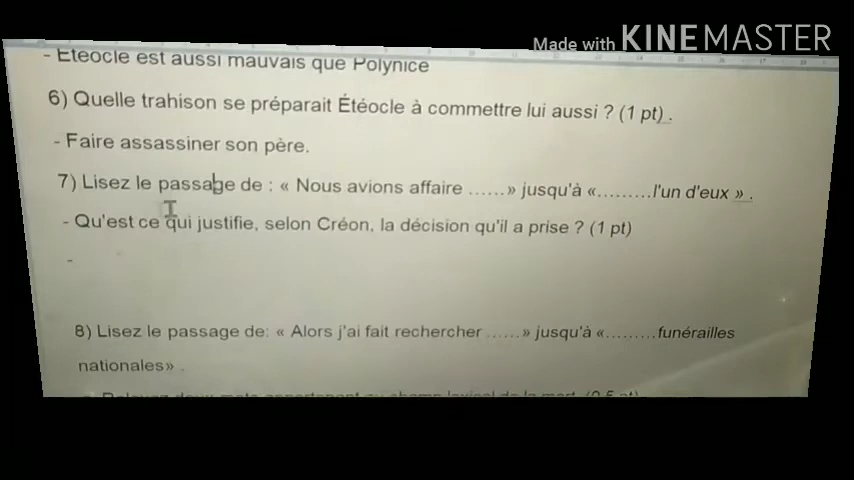 Made with KINEMASTER
- Étéocle est aussi mauvais que Polynice
6) Quelle trahison se préparait Étéocle à commettre lui aussi ? (1 pt) .
- Faire assassiner son père.
7) Lisez le passage de : « Nous avions affaire ……» jusqu'à «………l'un d'eux » .
- Qu'est ce qui justifie, selon Créon, la décision qu'il a prise ? (1 pt)
-
8) Lisez le passage de: « Alors j'ai fait rechercher ……» jusqu'à «………funérailles
nationales» .